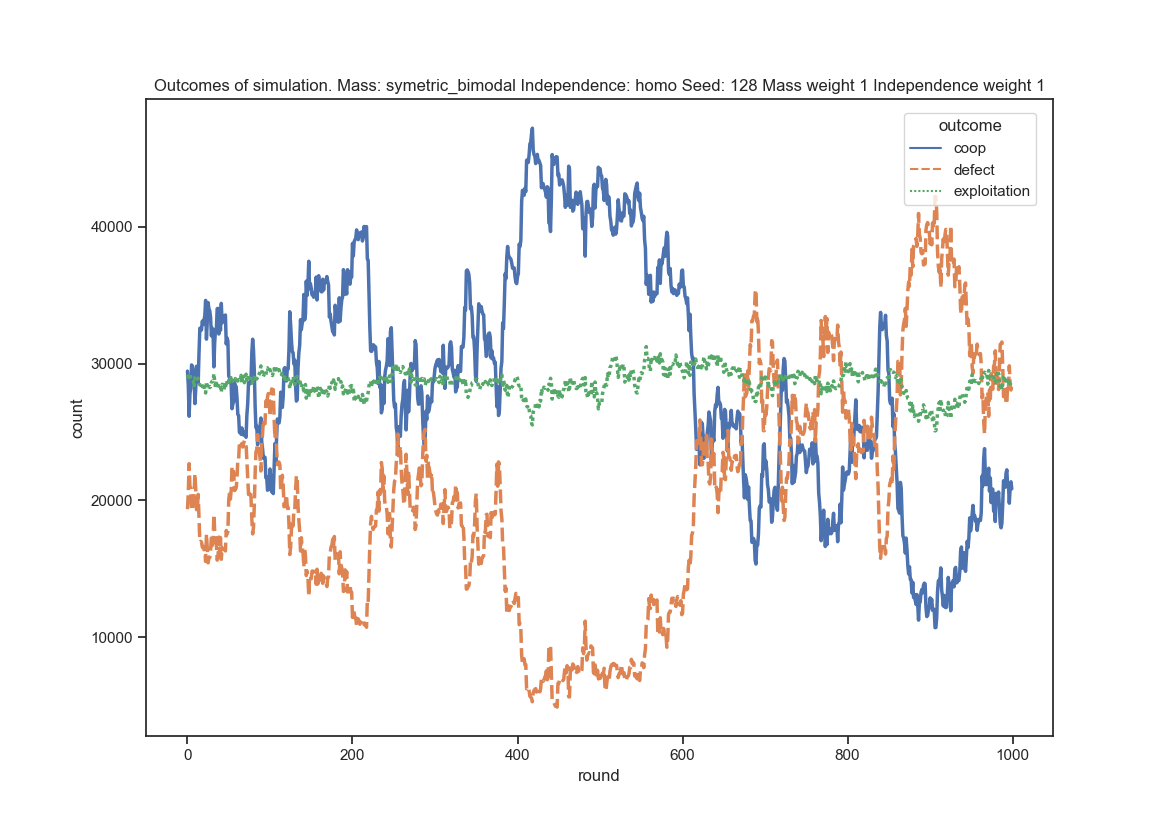 Outcomes of simulation. Mass: symetric_bimodal Independence: homo Seed: 128 Mass weight 1 Independence weight 1
outcome
coop
defect
exploitation
count
40000
30000
20000
10000
0 200 400 600 800 1000
round